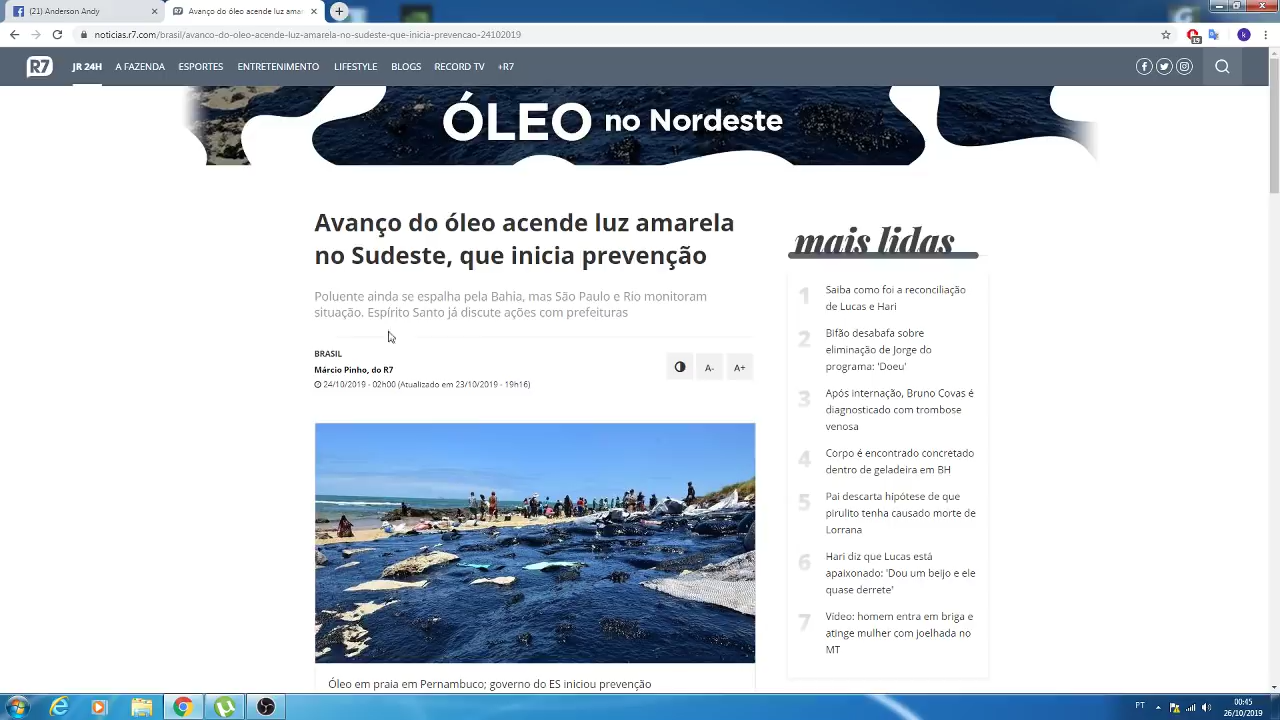 (21) Anderson Andy
Avanço do óleo acende luz amar
noticias.r7.com/brasil/avanco-do-oleo-acende-luz-amarela-no-sudeste-que-inicia-prevencao-24102019
15
k
R7
JR 24H
A FAZENDA
ESPORTES
ENTRETENIMENTO
LIFESTYLE
BLOGS
RECORD TV
+R7
ÓLEO no Nordeste
Avanço do óleo acende luz amarela
no Sudeste, que inicia prevenção
Poluente ainda se espalha pela Bahia, mas São Paulo e Rio monitoram
situação. Espírito Santo já discute ações com prefeituras
BRASIL
Márcio Pinho, do R7
24/10/2019 - 02h00 (Atualizado em 23/10/2019 - 19h16)
A-
A+
Óleo em praia em Pernambuco; governo do ES iniciou prevenção
mais lidas
1
Saiba como foi a reconciliação
de Lucas e Hari
2
Bifão desabafa sobre
eliminação de Jorge do
programa: 'Doeu'
3
Após internação, Bruno Covas é
diagnosticado com trombose
venosa
4
Corpo é encontrado concretado
dentro de geladeira em BH
5
Pai descarta hipótese de que
pirulito tenha causado morte de
Lorrana
6
Hari diz que Lucas está
apaixonado: 'Dou um beijo e ele
quase derrete'
7
Vídeo: homem entra em briga e
atinge mulher com joelhada no
MT
PT
00:45
26/10/2019